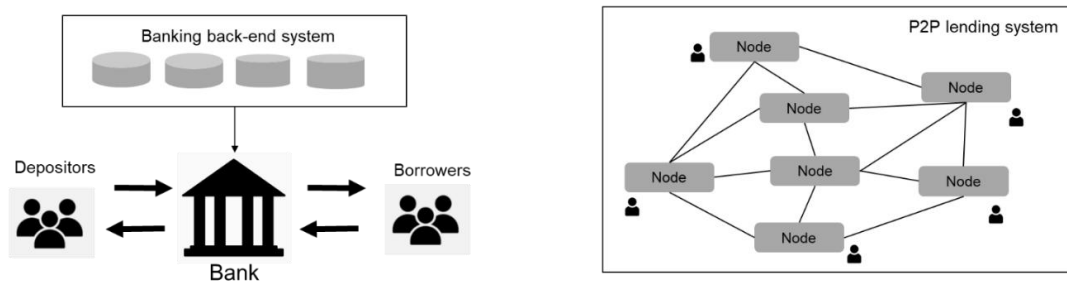 Banking back-end system
Depositors
Borrowers
Bank
P2P lending system
Node
Node
Node
Node
Node
Node
Node